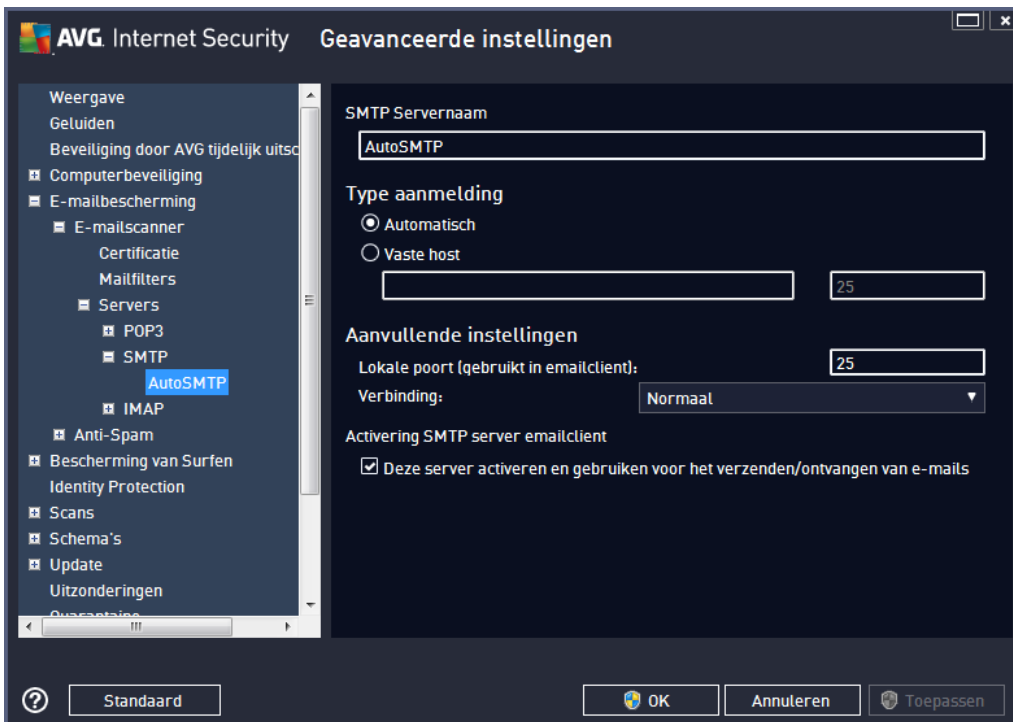 AVG. Internet Security Geavanceerde instellingen
Weergave
Geluiden
Beveiliging door AVG tijdelijk uitsc
Computerbeveiliging
E-mailbescherming
E-mailscanner
Certificatie
Mailfilters
Servers
POP3
SMTP
AutoSMTP
IMAP
Anti-Spam
Bescherming van Surfen
Identity Protection
Scans
Schema's
Update
Uitzonderingen
Quarantaine
SMTP Servernaam
AutoSMTP
Type aanmelding
Automatisch
Vaste host
25
Aanvullende instellingen
Lokale poort (gebruikt in emailclient): 25
Verbinding: Normaal
Activering SMTP server emailclient
Deze server activeren en gebruiken voor het verzenden/ontvangen van e-mails
? Standaard OK Annuleren Toepassen